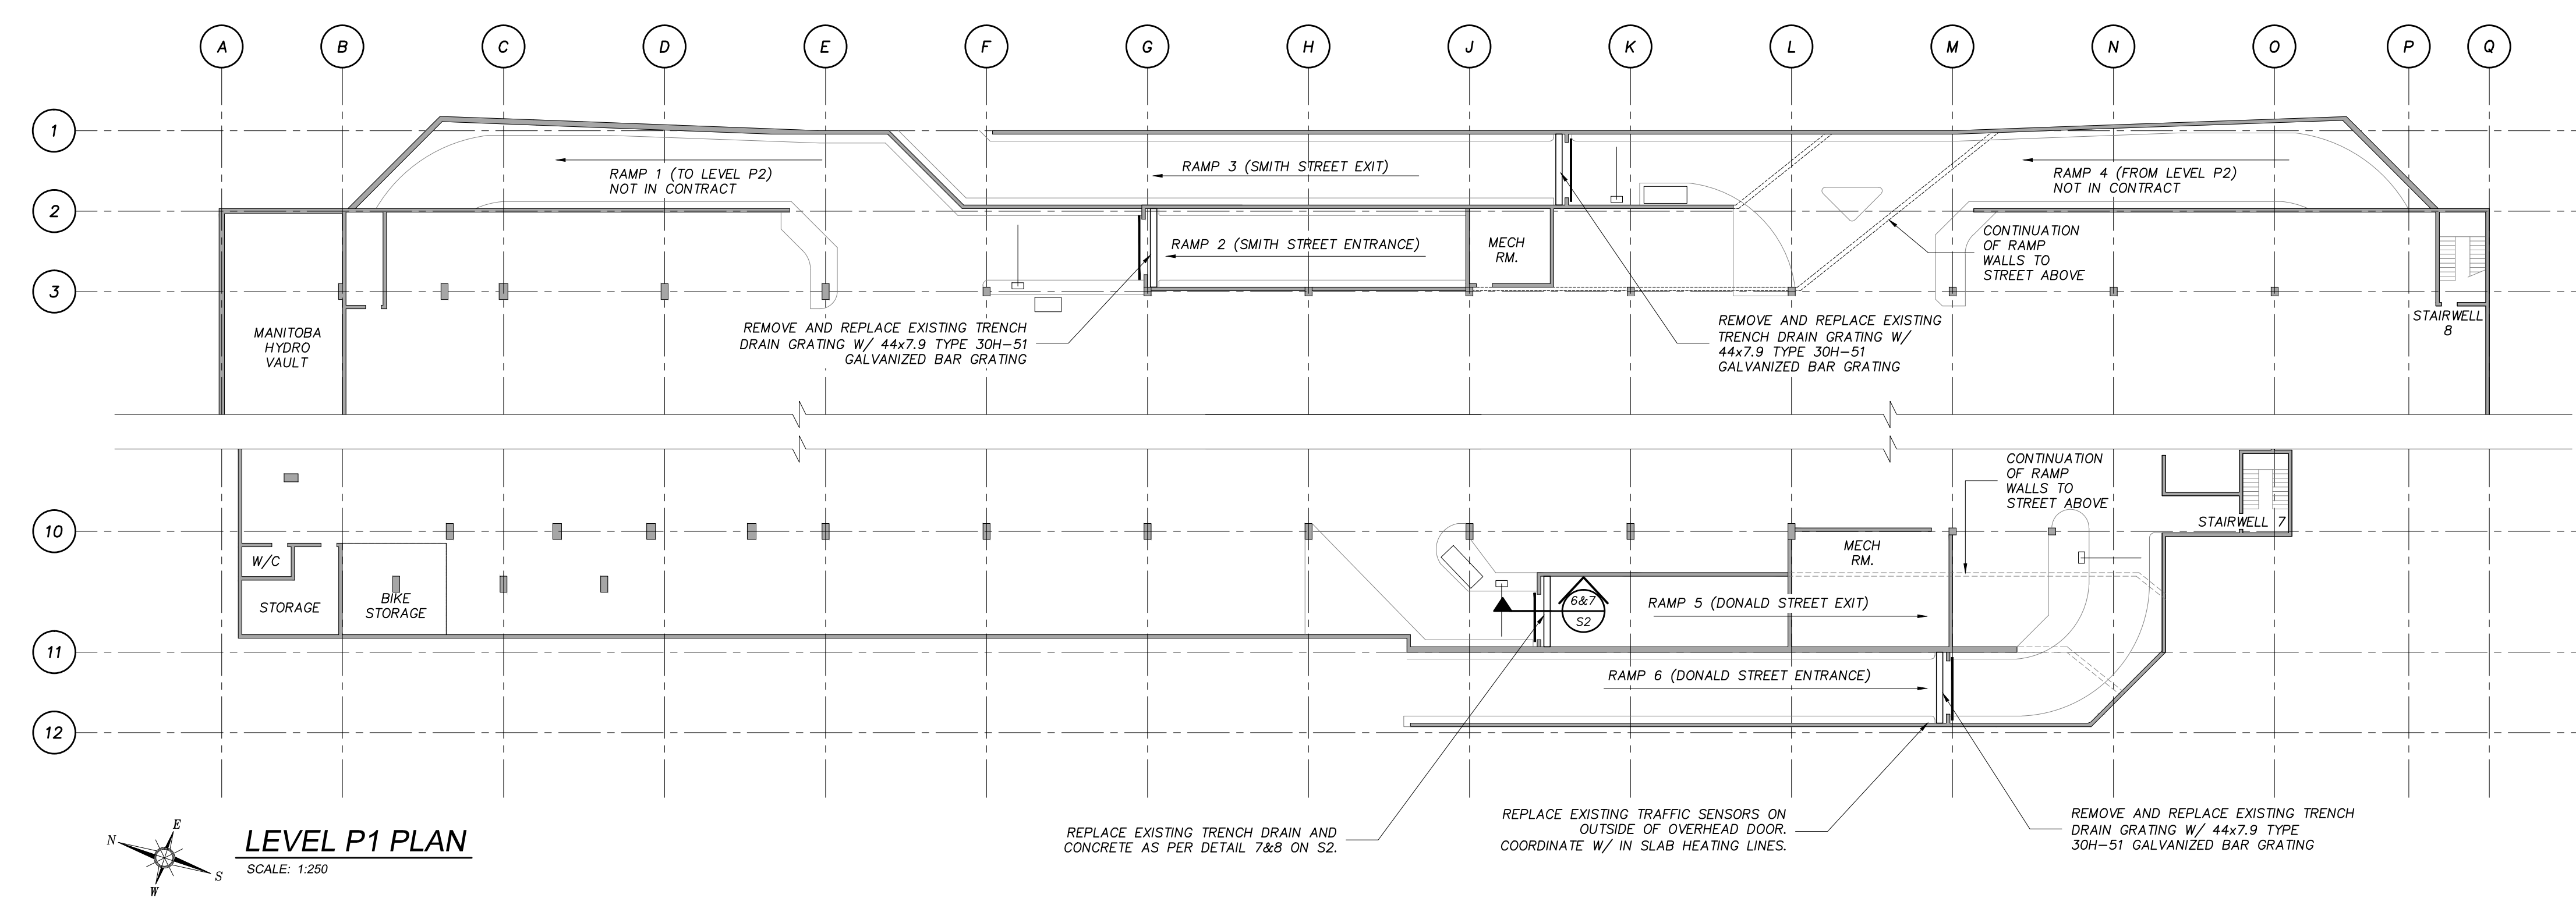 A B C D E F G H J K L M N O P Q
1
RAMP 1 (TO LEVEL P2)
NOT IN CONTRACT
RAMP 3 (SMITH STREET EXIT)
RAMP 4 (FROM LEVEL P2)
NOT IN CONTRACT
2
RAMP 2 (SMITH STREET ENTRANCE)
MECH
RM.
CONTINUATION
OF RAMP
WALLS TO
STREET ABOVE
3
MANITOBA
HYDRO
VAULT
REMOVE AND REPLACE EXISTING TRENCH
DRAIN GRATING W/ 44x7.9 TYPE 30H-51
GALVANIZED BAR GRATING
REMOVE AND REPLACE EXISTING
TRENCH DRAIN GRATING W/
44x7.9 TYPE 30H-51
GALVANIZED BAR GRATING
STAIRWELL
8
CONTINUATION
OF RAMP
WALLS TO
STREET ABOVE
10
STAIRWELL 7
W/C
MECH
RM.
STORAGE
BIKE
STORAGE
6&7
S2
RAMP 5 (DONALD STREET EXIT)
11
RAMP 6 (DONALD STREET ENTRANCE)
12
REPLACE EXISTING TRENCH DRAIN AND
CONCRETE AS PER DETAIL 7&8 ON S2.
REPLACE EXISTING TRAFFIC SENSORS ON
OUTSIDE OF OVERHEAD DOOR.
COORDINATE W/ IN SLAB HEATING LINES.
REMOVE AND REPLACE EXISTING TRENCH
DRAIN GRATING W/ 44x7.9 TYPE
30H-51 GALVANIZED BAR GRATING
N
E
S
W
LEVEL P1 PLAN
SCALE: 1:250